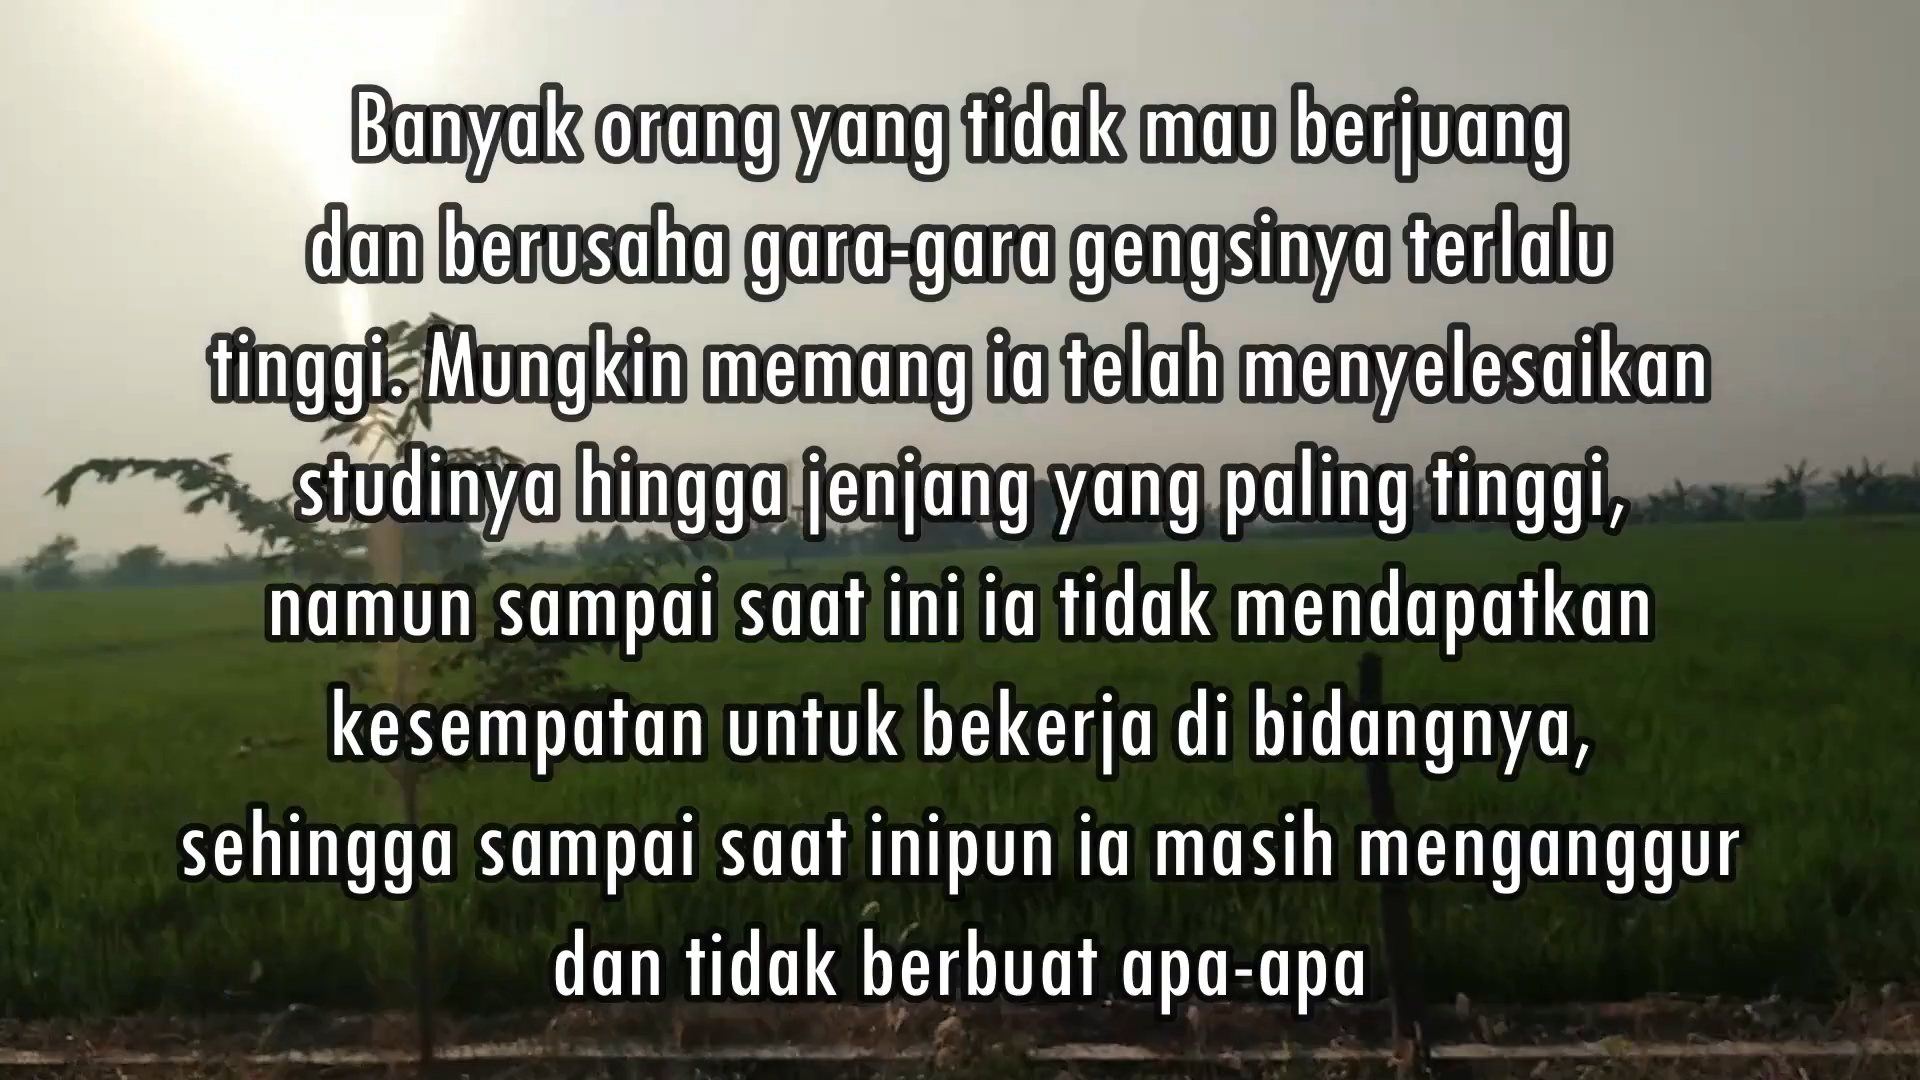 Banyak orang yang tidak mau berjuang
dan berusaha gara-gara gengsinya terlalu
tinggi. Mungkin memang ia telah menyelesaikan
studinya hingga jenjang yang paling tinggi,
namun sampai saat ini ia tidak mendapatkan
kesempatan untuk bekerja di bidangnya,
sehingga sampai saat inipun ia masih menganggur
dan tidak berbuat apa-apa